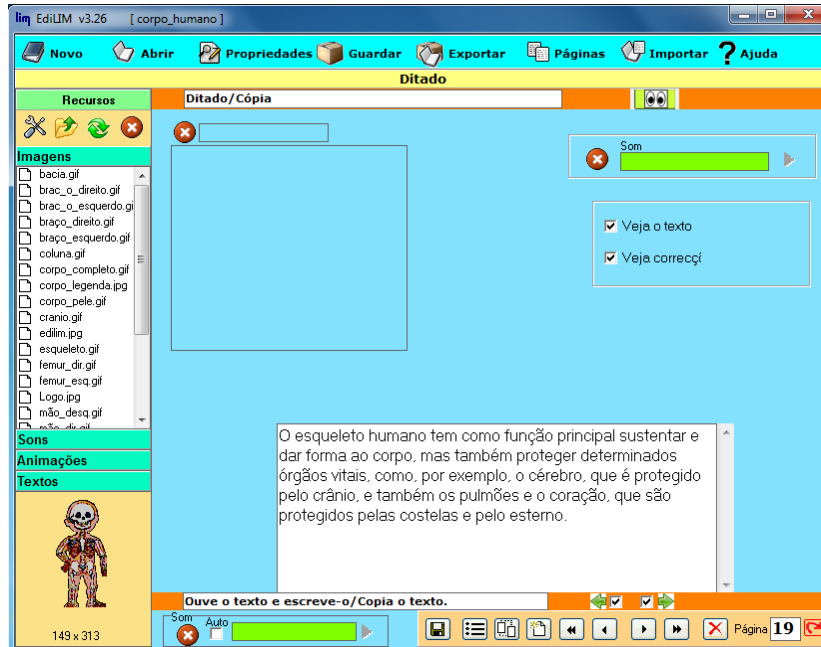 lim EdiLIM v3.26 [ corpo_humano ]
Novo Abrir Propriedades Guardar Exportar Páginas Importar ? Ajuda
Ditado
Recursos
Ditado/Cópia
Som
Imagens
bacia.gif
brac_o_direito.gif
brac_o_esquerdo.gi
braço_direito.gif
braço_esquerdo.gif
coluna.gif
corpo_completo.gif
corpo_legenda.jpg
corpo_pele.gif
cranio.gif
edilim.jpg
esqueleto.gif
femur_dir.gif
femur_esq.gif
Logo.jpg
mão_desq.gif
mão_dir.gif
Veja o texto
Veja correcçí
Sons
Animações
Textos
O esqueleto humano tem como função principal sustentar e
dar forma ao corpo, mas também proteger determinados
órgãos vitais, como, por exemplo, o cérebro, que é protegido
pelo crânio, e também os pulmões e o coração, que são
protegidos pelas costelas e pelo esterno.
Ouve o texto e escreve-o/Copia o texto.
149 x 313
Som
Auto
Página 19